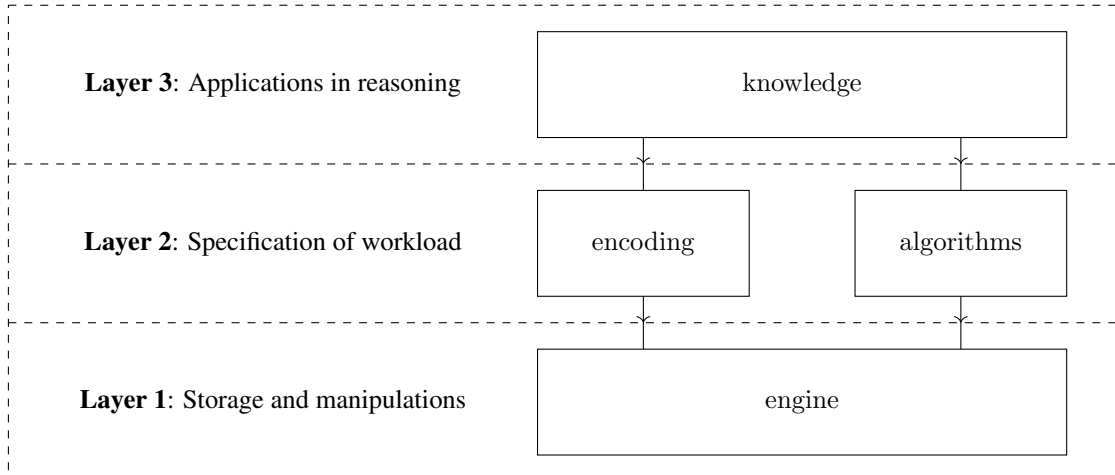 Layer 3: Applications in reasoning
knowledge
Layer 2: Specification of workload
encoding
algorithms
Layer 1: Storage and manipulations
engine